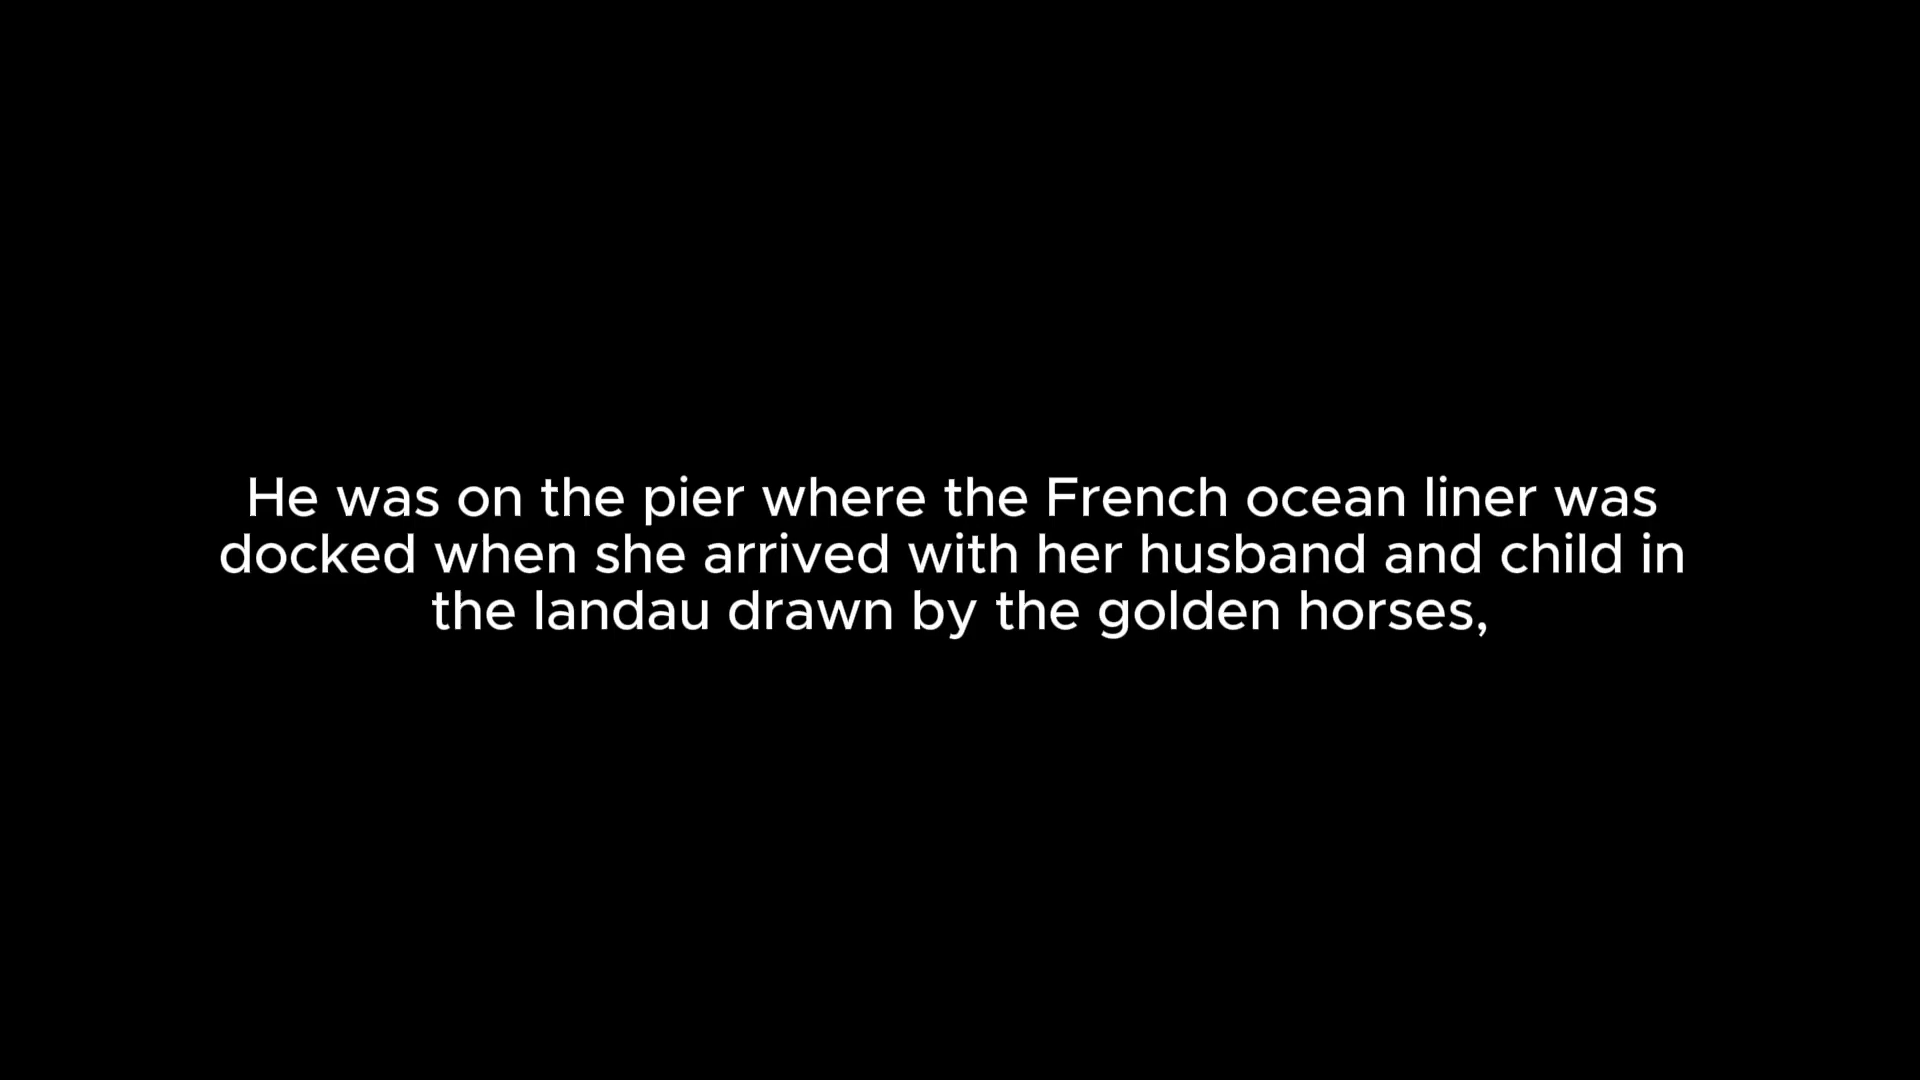 He was on the pier where the French ocean liner was
docked when she arrived with her husband and child in
the landau drawn by the golden horses,